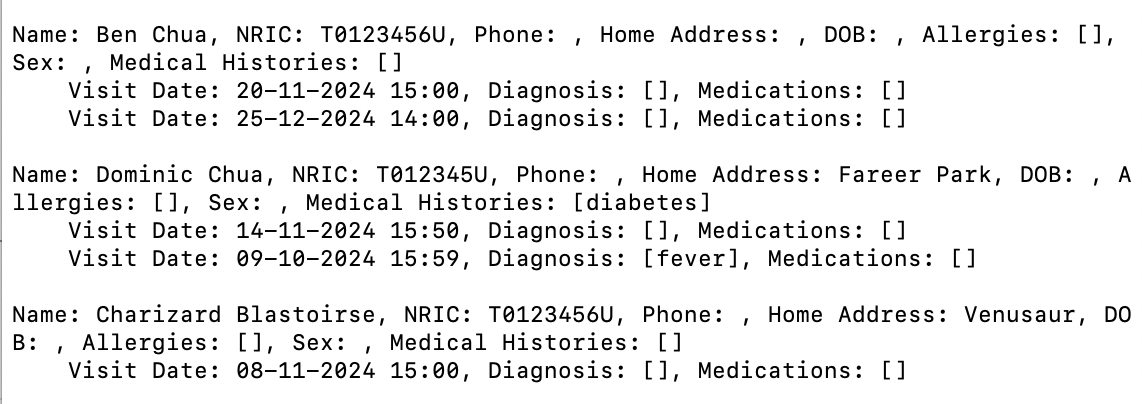 Name: Ben Chua, NRIC: T0123456U, Phone: , Home Address: , DOB: , Allergies: [],
Sex: , Medical Histories: []
    Visit Date: 20-11-2024 15:00, Diagnosis: [], Medications: []
    Visit Date: 25-12-2024 14:00, Diagnosis: [], Medications: []

Name: Dominic Chua, NRIC: T012345U, Phone: , Home Address: Fareer Park, DOB: , A
llergies: [], Sex: , Medical Histories: [diabetes]
    Visit Date: 14-11-2024 15:50, Diagnosis: [], Medications: []
    Visit Date: 09-10-2024 15:59, Diagnosis: [fever], Medications: []

Name: Charizard Blastoirse, NRIC: T0123456U, Phone: , Home Address: Venusaur, DO
B: , Allergies: [], Sex: , Medical Histories: []
    Visit Date: 08-11-2024 15:00, Diagnosis: [], Medications: []